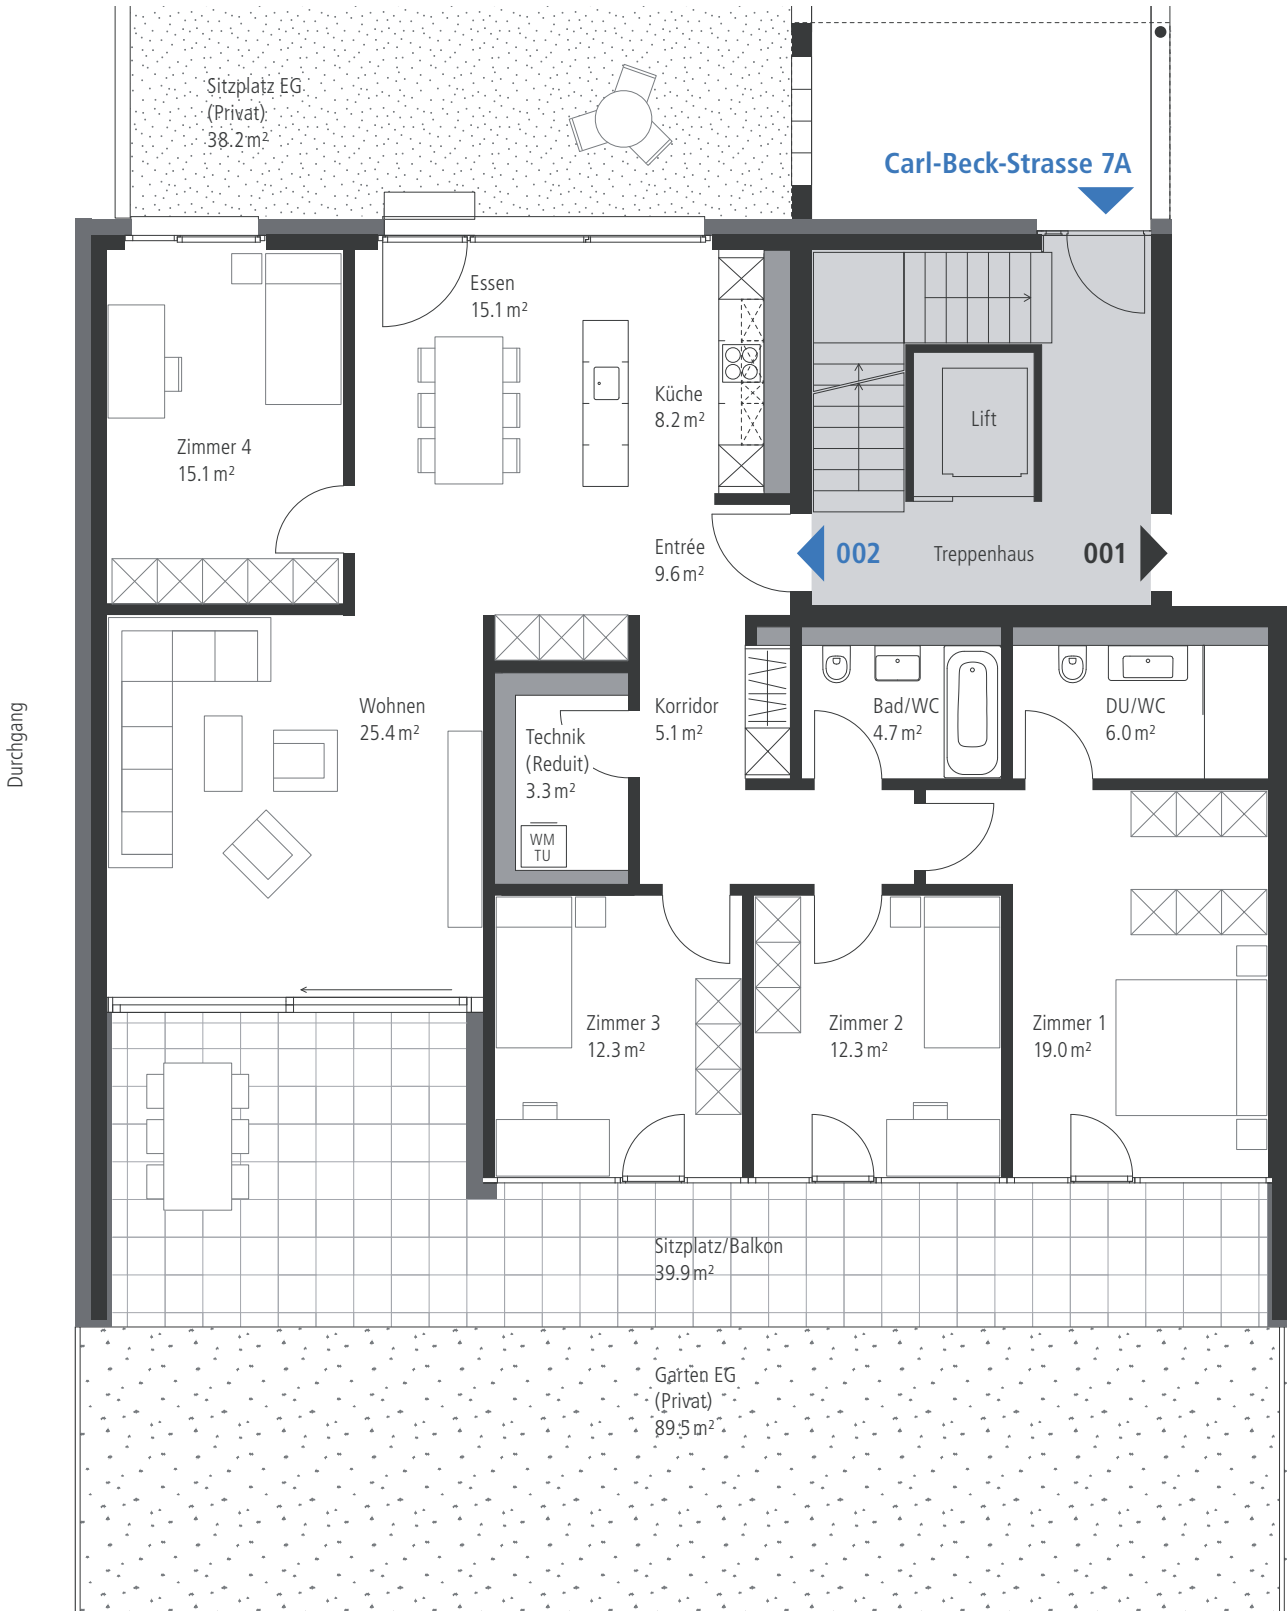 Sitzplatz EG
(Privat)
38.2 m²
Carl-Beck-Strasse 7A
Essen
15.1 m²
Küche
8.2 m²
Lift
Zimmer 4
15.1 m²
Entrée
9.6 m²
002
Treppenhaus
001
Durchgang
Wohnen
25.4 m²
Technik
(Reduit)
3.3 m²
WM
TU
Korridor
5.1 m²
Bad/WC
4.7 m²
DU/WC
6.0 m²
Zimmer 3
12.3 m²
Zimmer 2
12.3 m²
Zimmer 1
19.0 m²
Sitzplatz/Balkon
39.9 m²
Garten EG
(Privat)
89.5 m²